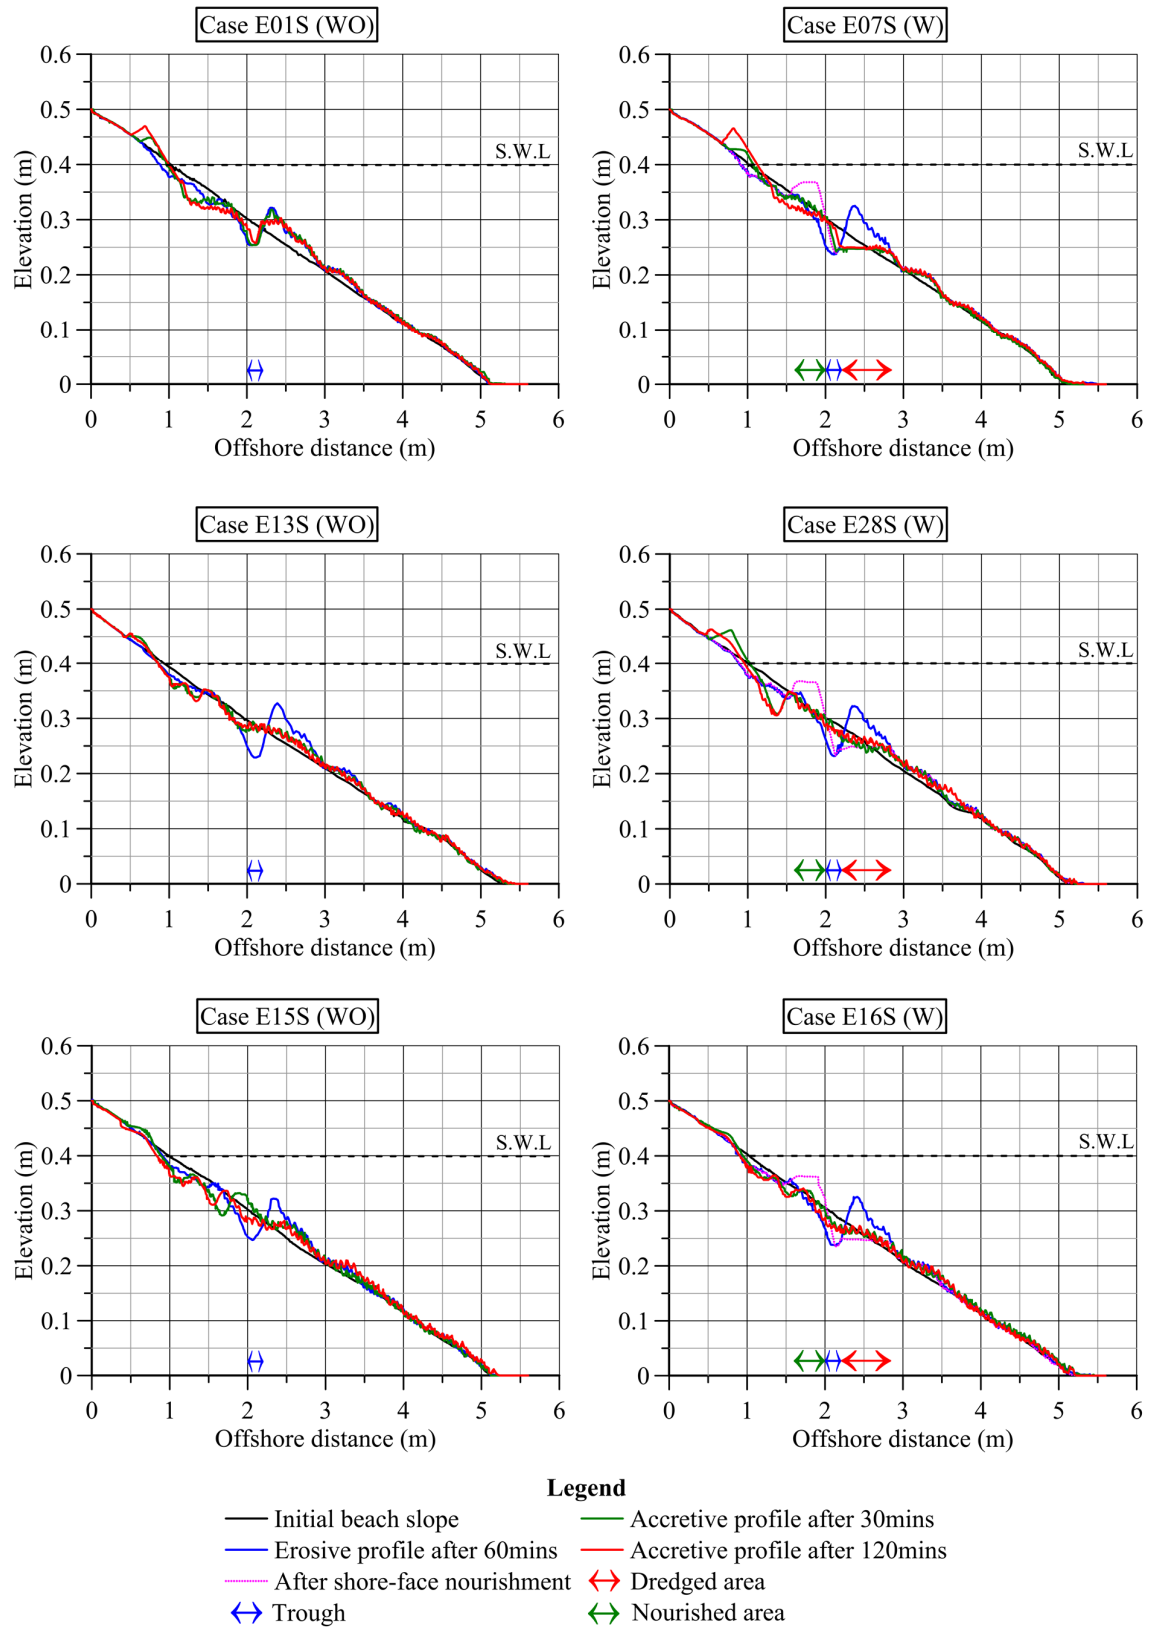 Case E01S (WO)
0.6
0.5
0.4
0.3
0.2
0.1
0
Elevation (m)
S.W.L
0 1 2 3 4 5 6
Offshore distance (m)
Case E07S (W)
0.6
0.5
0.4
0.3
0.2
0.1
0
Elevation (m)
S.W.L
0 1 2 3 4 5 6
Offshore distance (m)
Case E13S (WO)
0.6
0.5
0.4
0.3
0.2
0.1
0
Elevation (m)
S.W.L
0 1 2 3 4 5 6
Offshore distance (m)
Case E28S (W)
0.6
0.5
0.4
0.3
0.2
0.1
0
Elevation (m)
S.W.L
0 1 2 3 4 5 6
Offshore distance (m)
Case E15S (WO)
0.6
0.5
0.4
0.3
0.2
0.1
0
Elevation (m)
S.W.L
0 1 2 3 4 5 6
Offshore distance (m)
Case E16S (W)
0.6
0.5
0.4
0.3
0.2
0.1
0
Elevation (m)
S.W.L
0 1 2 3 4 5 6
Offshore distance (m)
Legend
Initial beach slope
Accretive profile after 30mins
Erosive profile after 60mins
Accretive profile after 120mins
After shore-face nourishment
Dredged area
Trough
Nourished area